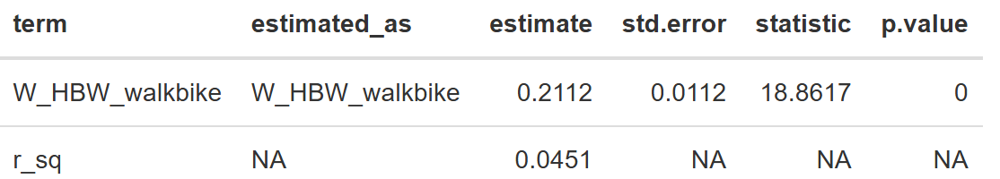 term estimated_as estimate std.error statistic p.value
W_HBW_walkbike W_HBW_walkbike 0.2112 0.0112 18.8617 0
r_sq NA 0.0451 NA NA NA